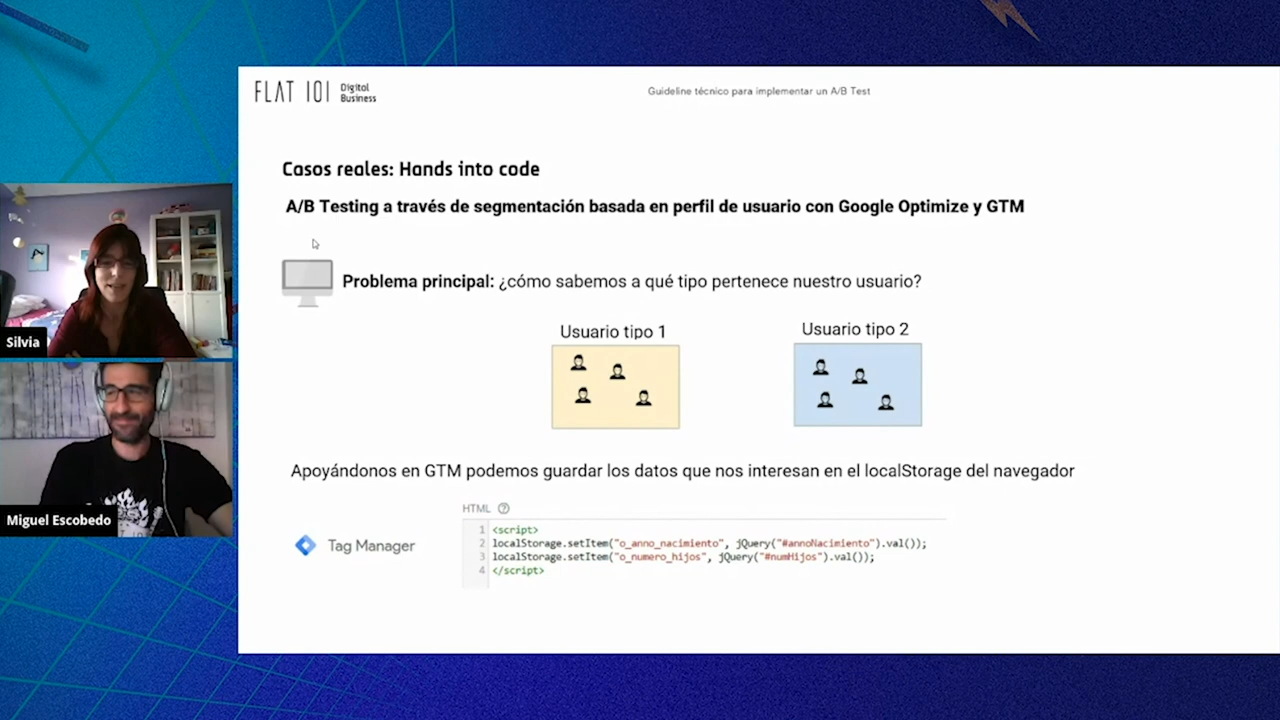 FLAT 101 Digital Business
Guideline técnico para implementar un A/B Test
Casos reales: Hands into code
A/B Testing a través de segmentación basada en perfil de usuario con Google Optimize y GTM
Problema principal: ¿cómo sabemos a qué tipo pertenece nuestro usuario?
Usuario tipo 1
Usuario tipo 2
Apoyándonos en GTM podemos guardar los datos que nos interesan en el localStorage del navegador
HTML ?
Tag Manager
1 <script>
2 localStorage.setItem("o_anno_nacimiento", jQuery("#annoNacimiento").val());
3 localStorage.setItem("o_numero_hijos", jQuery("#numHijos").val());
4 </script>
Silvia
Miguel Escobedo